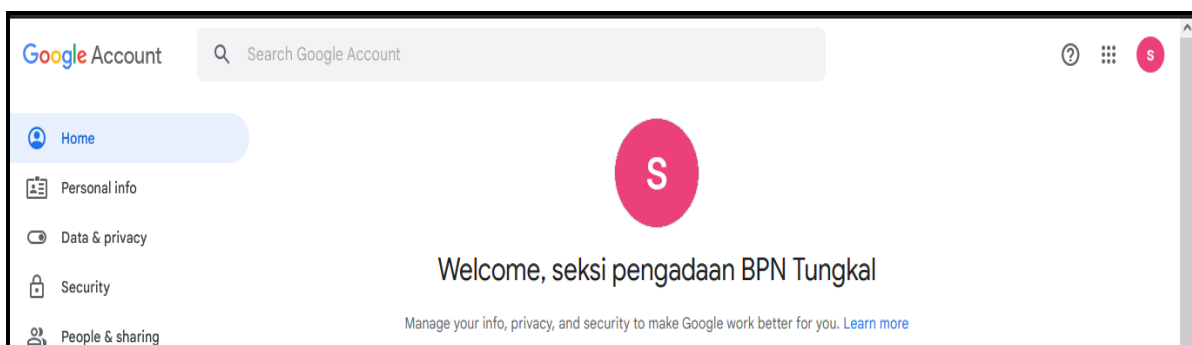 Google Account
Search Google Account
S
Home
Personal info
Data & privacy
Security
People & sharing
S
Welcome, seksi pengadaan BPN Tungkal
Manage your info, privacy, and security to make Google work better for you. Learn more